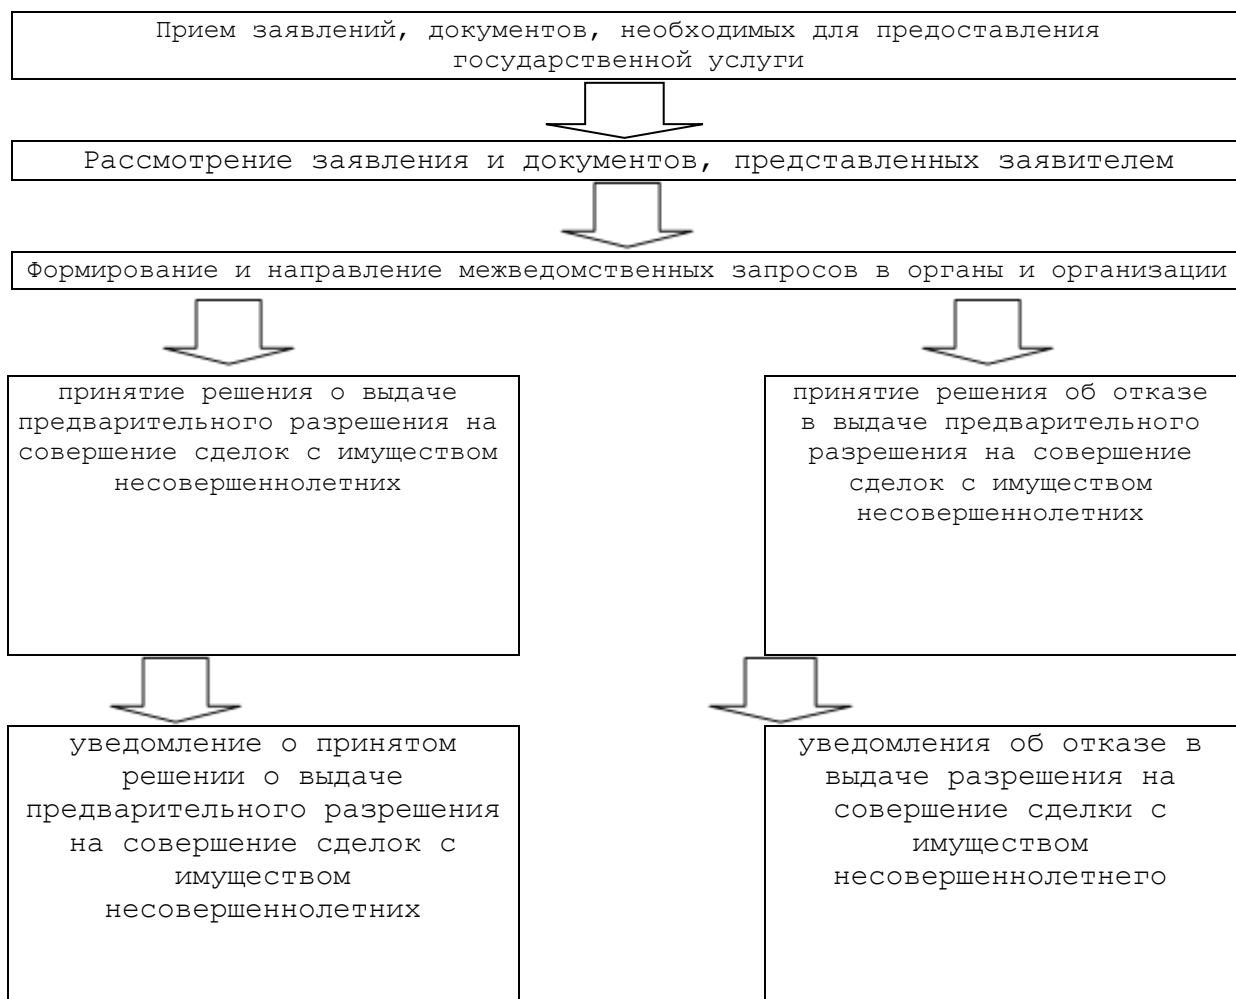 Прием заявлений, документов, необходимых для предоставления
государственной услуги
Рассмотрение заявления и документов, представленных заявителем
Формирование и направление межведомственных запросов в органы и организации
принятие решения о выдаче
предварительного разрешения на
совершение сделок с имуществом
несовершеннолетних
принятие решения об отказе
в выдаче предварительного
разрешения на совершение
сделок с имуществом
несовершеннолетних
уведомление о принятом
решении о выдаче
предварительного разрешения
на совершение сделок с
имуществом
несовершеннолетних
уведомления об отказе в
выдаче разрешения на
совершение сделки с
имуществом
несовершеннолетнего